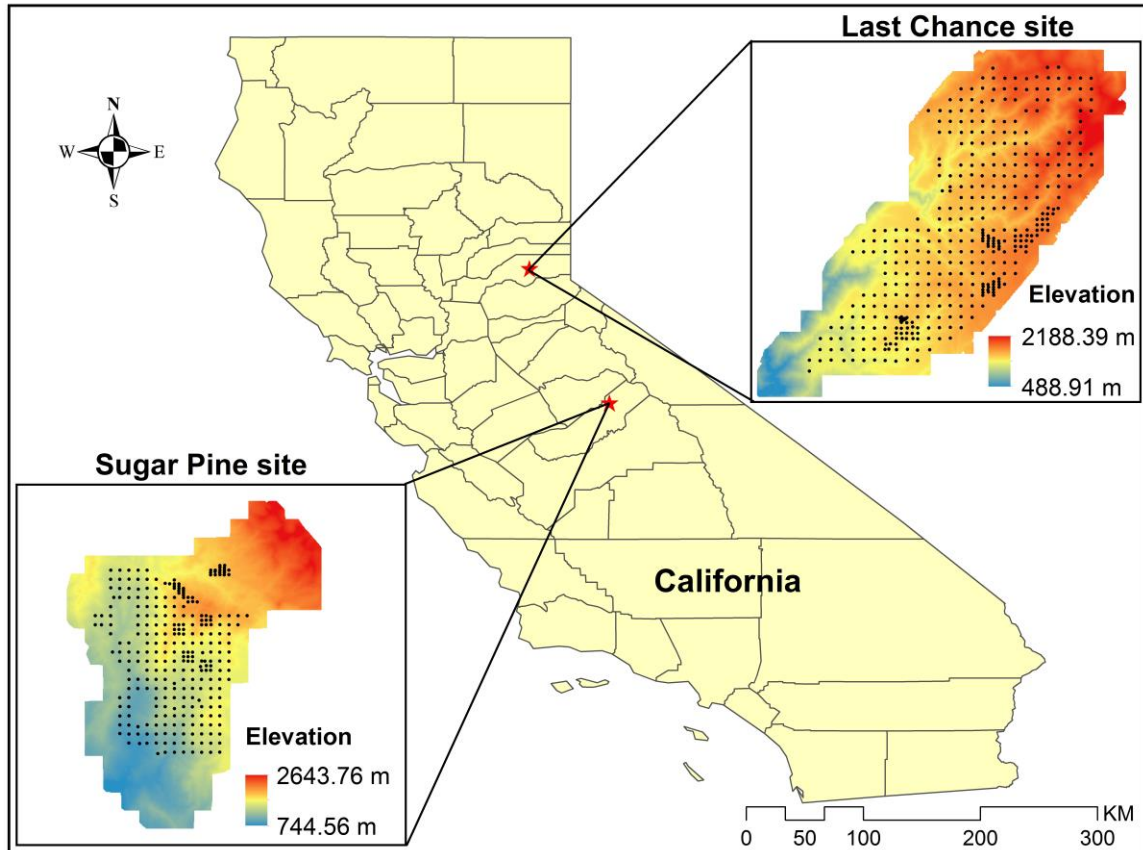 Last Chance site
N
W E
S
Elevation
2188.39 m
488.91 m
Sugar Pine site
California
Elevation
2643.76 m
744.56 m
KM
0 50 100 200 300